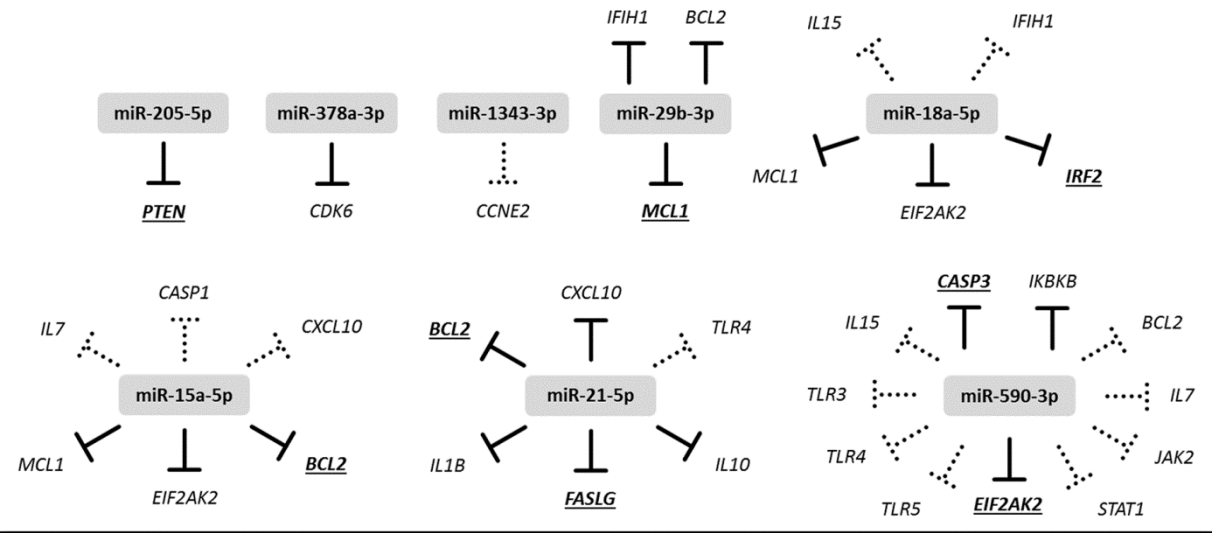 IFIH1 BCL2
IL15 IFIH1
miR-205-5p miR-378a-3p miR-1343-3p miR-29b-3p miR-18a-5p
MCL1 IRF2
PTEN CDK6 CCNE2 MCL1 EIF2AK2
CASP1 CXCL10 CASP3 IKBKB
IL7 CXCL10 BCL2 TLR4 IL15 BCL2
miR-15a-5p miR-21-5p TLR3 miR-590-3p IL7
MCL1 BCL2 IL1B IL10 TLR4 JAK2
EIF2AK2 FASLG TLR5 EIF2AK2 STAT1